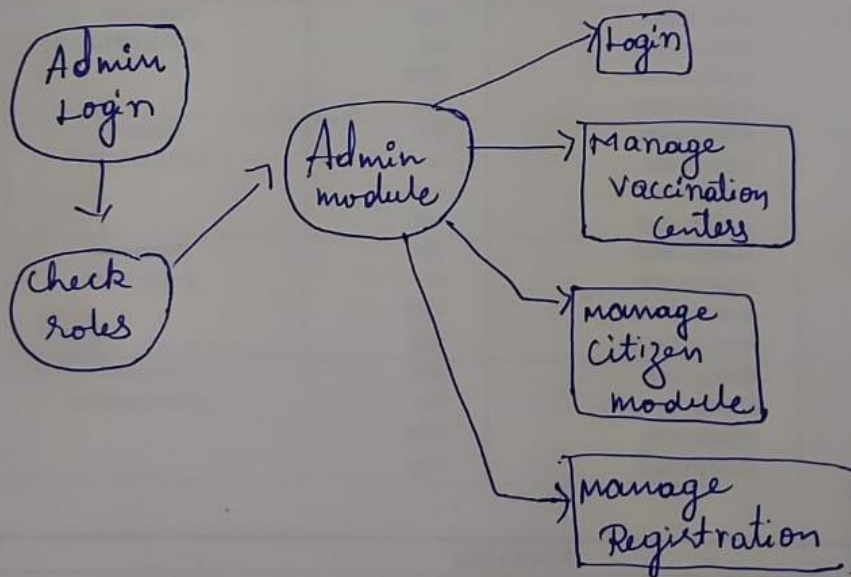 Admin
Login
check
roles
Admin
module
Login
Manage
Vaccination
Centers
manage
Citizen
module
manage
Registration